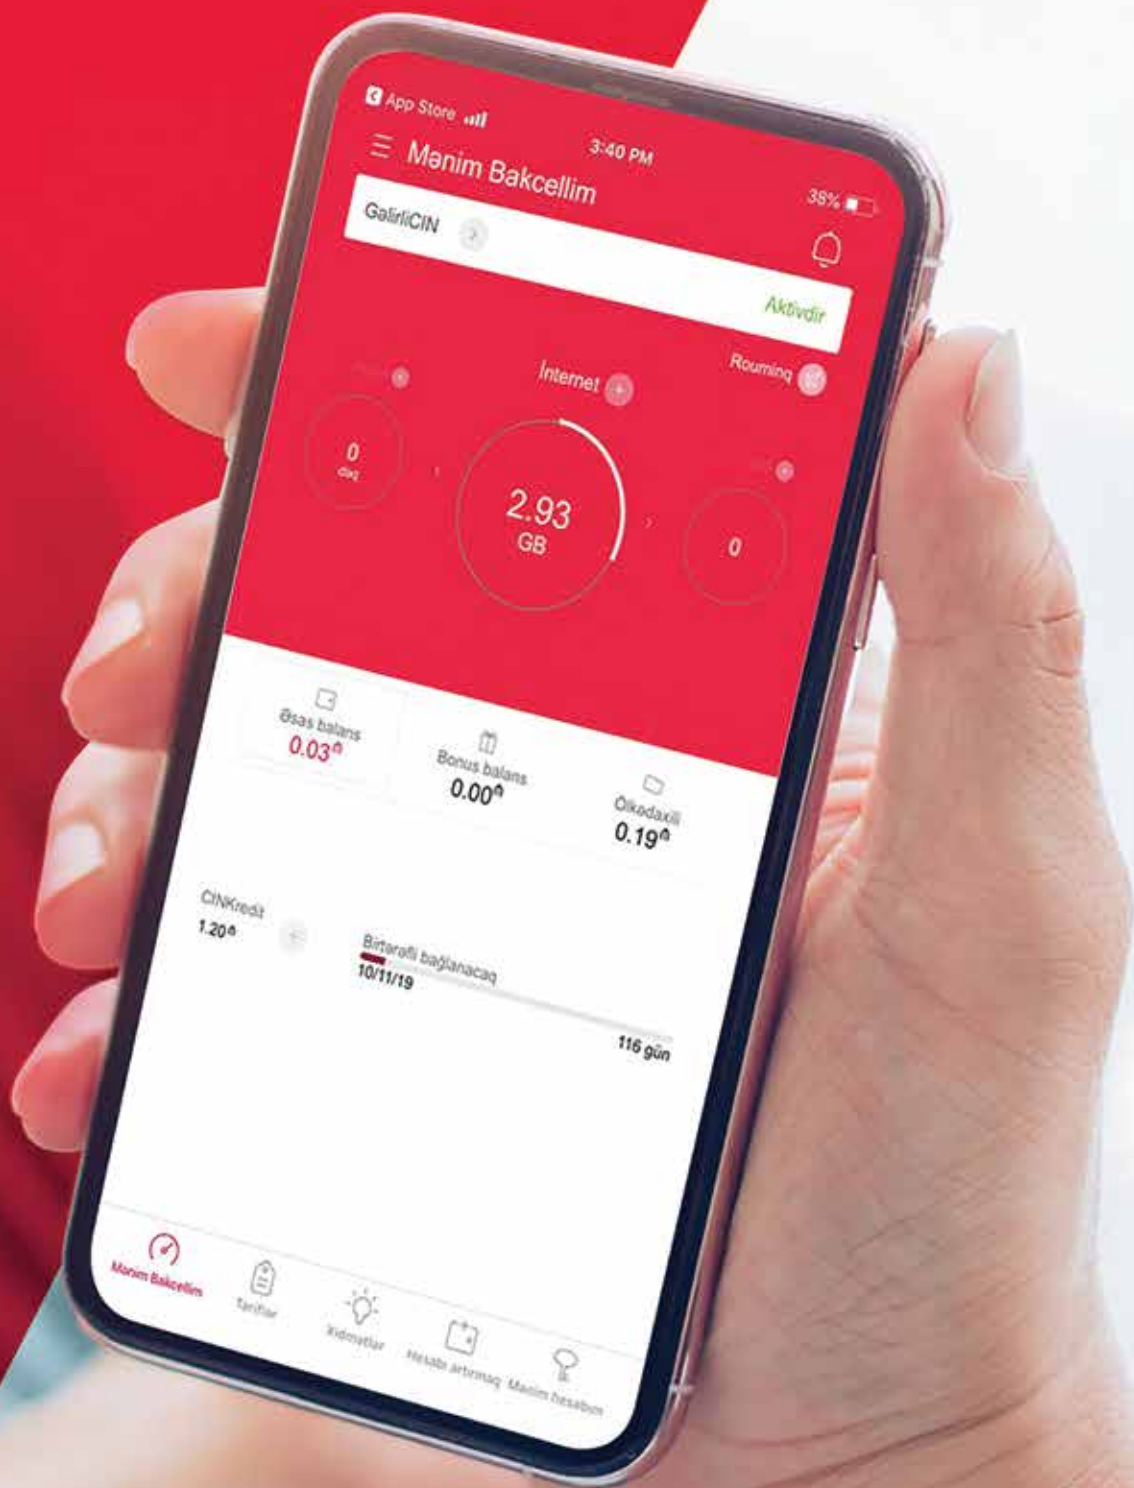 App Store
3:40 PM
38%
Mənim Bakcellim
GəlirliCIN
Aktivdir
Rouminq
İnternet
0
dəq
2.93
GB
0
Əsas balans
0.03₼
Bonus balans
0.00₼
Ölkədaxili
0.19₼
CINKredit
1.20₼
Birtərəfli bağlanacaq
10/11/19
116 gün
Mənim Bakcellim
Tariflər
Xidmətlər
Hesabı artırmaq
Mənim hesabım